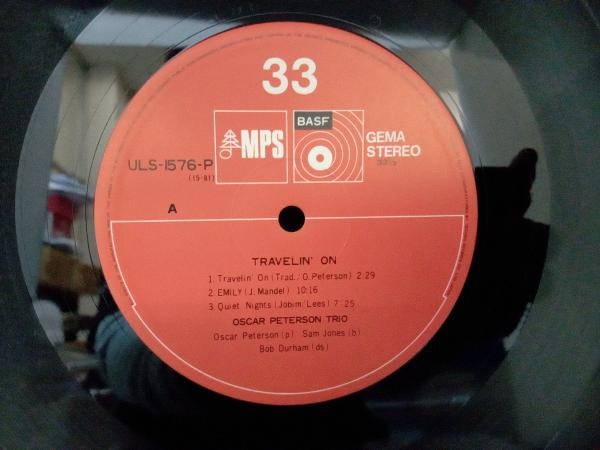 33
MPS
BASF
GEMA
STEREO
ULS-1576-P
A
TRAVELIN' ON
1. Travelin' On (Trad./O. Peterson) 2:29
2. EMILY (J. Mandel) 10:16
3. Quiet Nights (Jobim/Lees) 7:25
OSCAR PETERSON TRIO
Oscar Peterson (p) Sam Jones (b)
Bob Durham (ds)